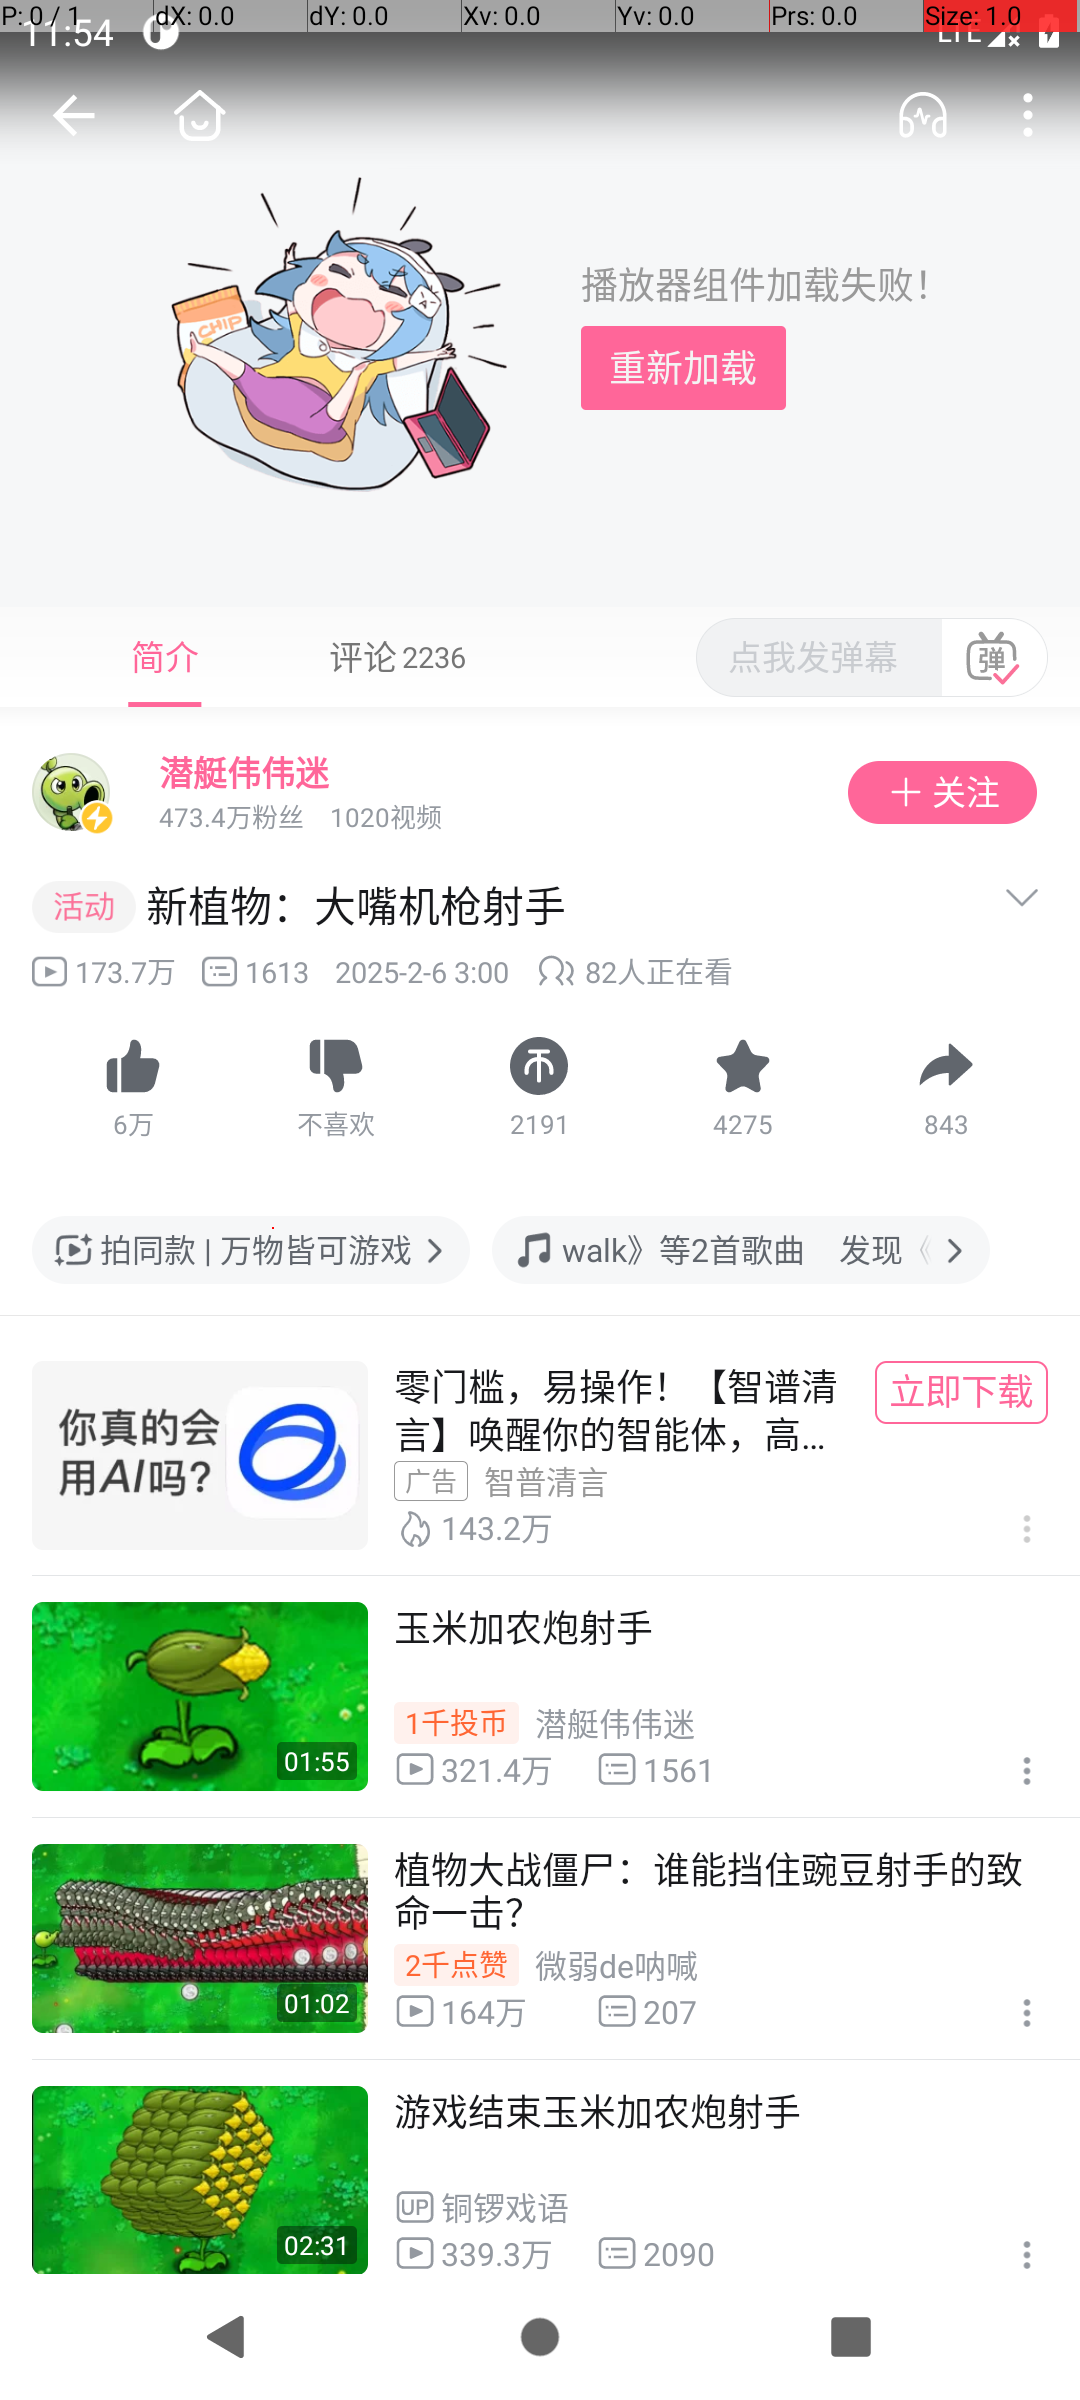 P: 0 / 1 dX: 0.0 dY: 0.0 Xv: 0.0 Yv: 0.0 Prs: 0.0 Size: 1.0
11:54 LTE
CHIP
播放器组件加载失败！
重新加载
简介 评论 2236 点我发弹幕 弹
潜艇伟伟迷
473.4万粉丝 1020视频
关注
活动 新植物：大嘴机枪射手
173.7万 1613 2025-2-6 3:00 82人正在看
6万 不喜欢 2191 4275 843
拍同款 | 万物皆可游戏 walk》等2首歌曲 发现《
你真的会
用AI吗?
零门槛，易操作！【智谱清
言】唤醒你的智能体，高...
立即下载
广告 智普清言
143.2万
玉米加农炮射手
01:55
1千投币 潜艇伟伟迷
321.4万 1561
植物大战僵尸：谁能挡住豌豆射手的致
命一击？
01:02
2千点赞 微弱de呐喊
164万 207
游戏结束玉米加农炮射手
02:31
UP 铜锣戏语
339.3万 2090